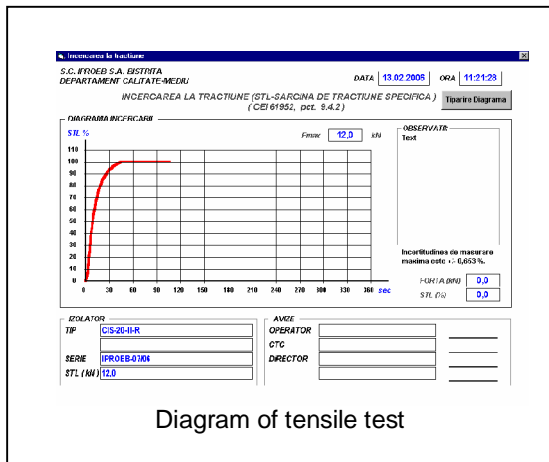 Incercarea la tractiune
S.C. IPROEB S.A. BISTRITA
DEPARTAMENT CALITATE-MEDIU
DATA 13.02.2006 ORA 11:21:28
INCERCAREA LA TRACTIUNE (STL-SARCINA DE TRACTIUNE SPECIFICA)
(CEI 61952, pct. 9.4.2)
Tiparire Diagrama
DIAGRAMA INCERCARII
STL %
Fmax 12,0 kN
110
100
90
80
70
60
50
40
30
20
10
0
0 30 60 90 120 150 180 210 240 270 300 330 360 sec
OBSERVATII:
Text
Incertitudinea de masurare
maxima este +/- 0,653 %.
FORTA (kN) 0,0
STL (%) 0,0
IZOLATOR
TIP CIS-20-II-R
SERIE IPROEB-07/06
STL (kN) 12,0
AVIZE
OPERATOR
CTC
DIRECTOR
Diagram of tensile test